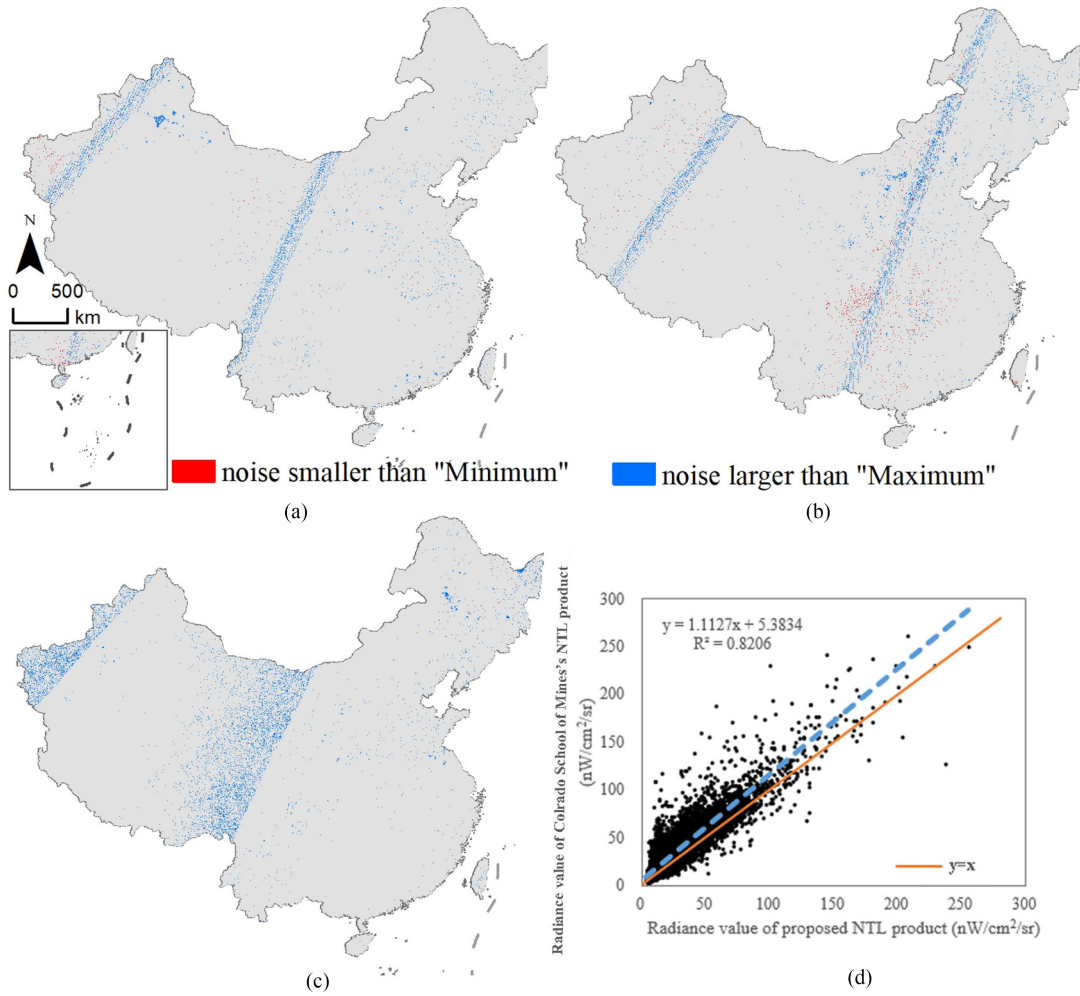 N
0 500
km
noise smaller than "Minimum"
noise larger than "Maximum"
(a)
(b)
Radiance value of Colrado School of Mines's NTL product
(nW/cm²/sr)
300
250
200
150
100
50
0
y = 1.1127x + 5.3834
R² = 0.8206
y=x
0 50 100 150 200 250 300
Radiance value of proposed NTL product (nW/cm²/sr)
(c)
(d)